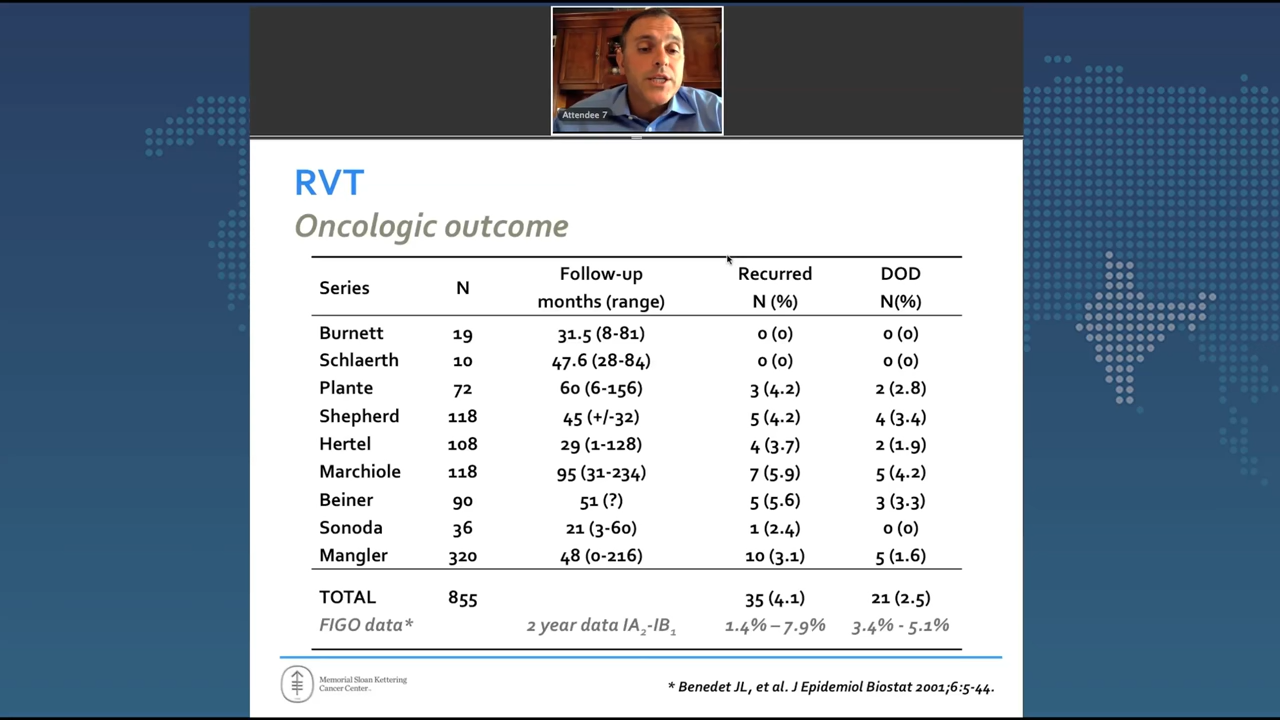 Attendee 7
RVT
Oncologic outcome
Series N Follow-up months (range) Recurred N (%) DOD N(%)
Burnett 19 31.5 (8-81) 0 (0) 0 (0)
Schlaerth 10 47.6 (28-84) 0 (0) 0 (0)
Plante 72 60 (6-156) 3 (4.2) 2 (2.8)
Shepherd 118 45 (+/-32) 5 (4.2) 4 (3.4)
Hertel 108 29 (1-128) 4 (3.7) 2 (1.9)
Marchiole 118 95 (31-234) 7 (5.9) 5 (4.2)
Beiner 90 51 (?) 5 (5.6) 3 (3.3)
Sonoda 36 21 (3-60) 1 (2.4) 0 (0)
Mangler 320 48 (0-216) 10 (3.1) 5 (1.6)
TOTAL 855 35 (4.1) 21 (2.5)
FIGO data* 2 year data IA2-IB1 1.4% – 7.9% 3.4% - 5.1%
Memorial Sloan Kettering
Cancer Center
* Benedet JL, et al. J Epidemiol Biostat 2001;6:5-44.